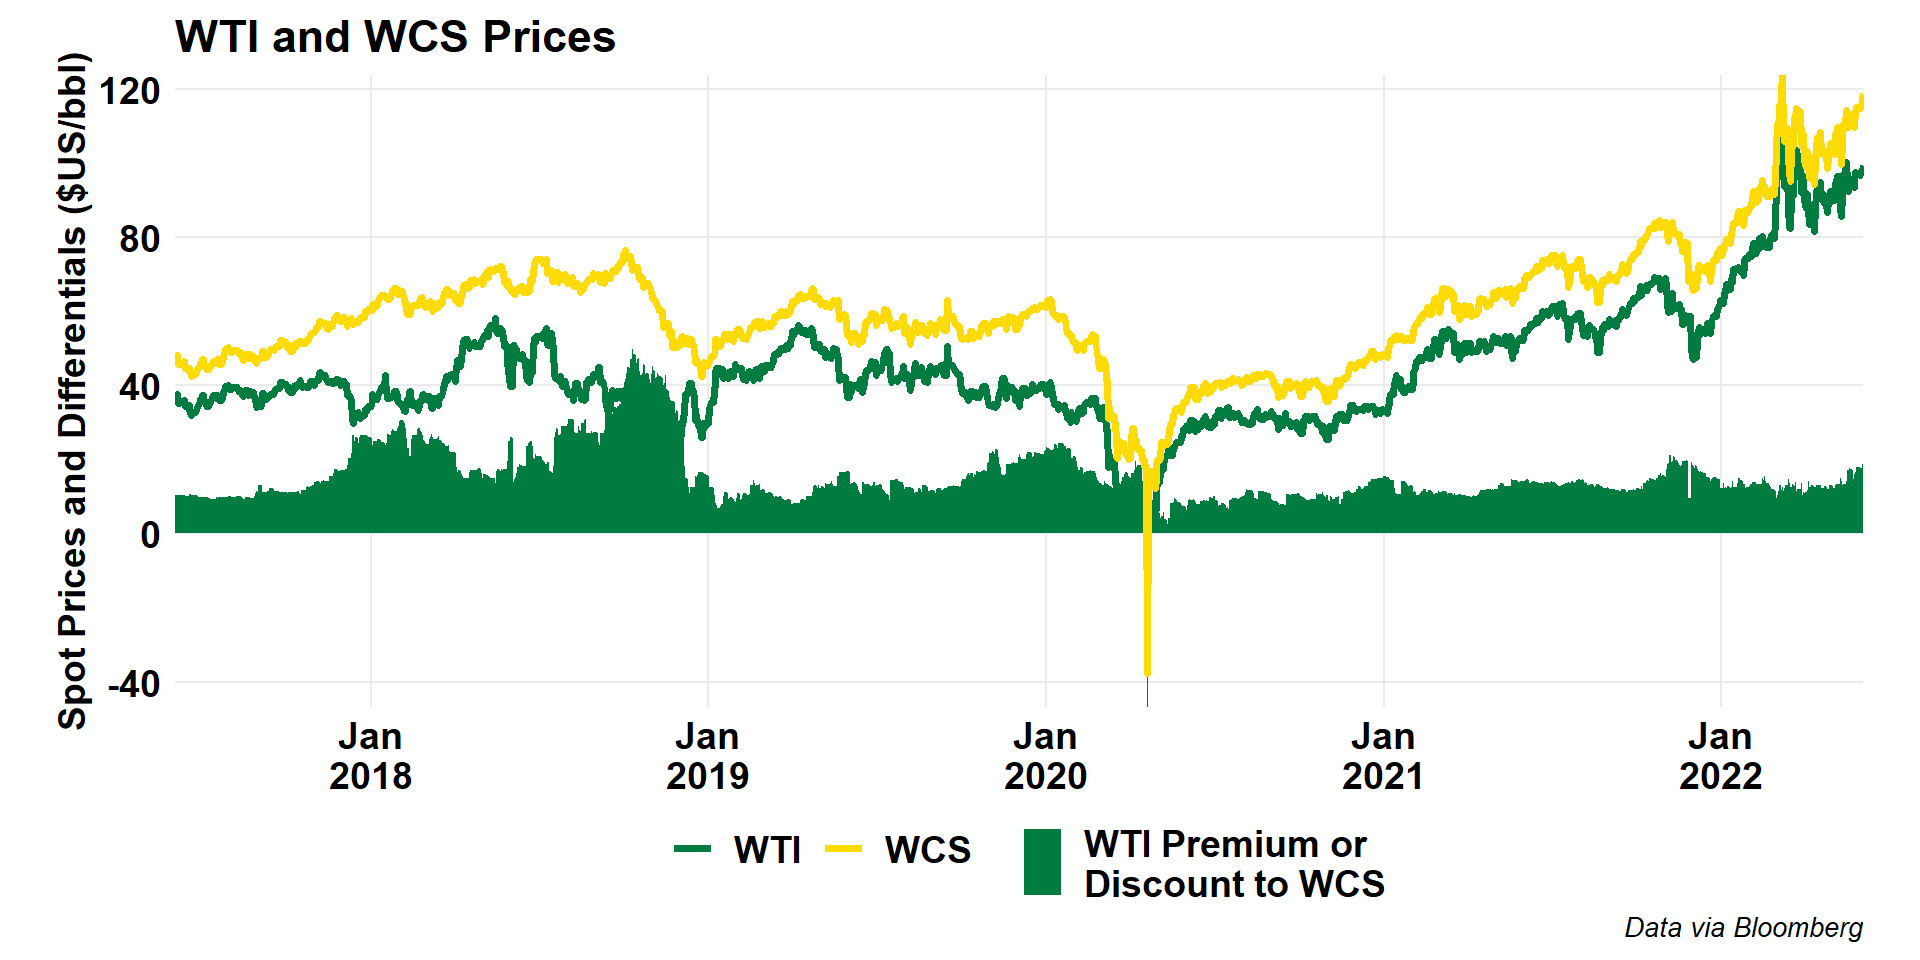 WTI and WCS Prices
Spot Prices and Differentials ($US/bbl)
120
80
40
0
-40
Jan
2018
Jan
2019
Jan
2020
Jan
2021
Jan
2022
WTI
WCS
WTI Premium or
Discount to WCS
Data via Bloomberg